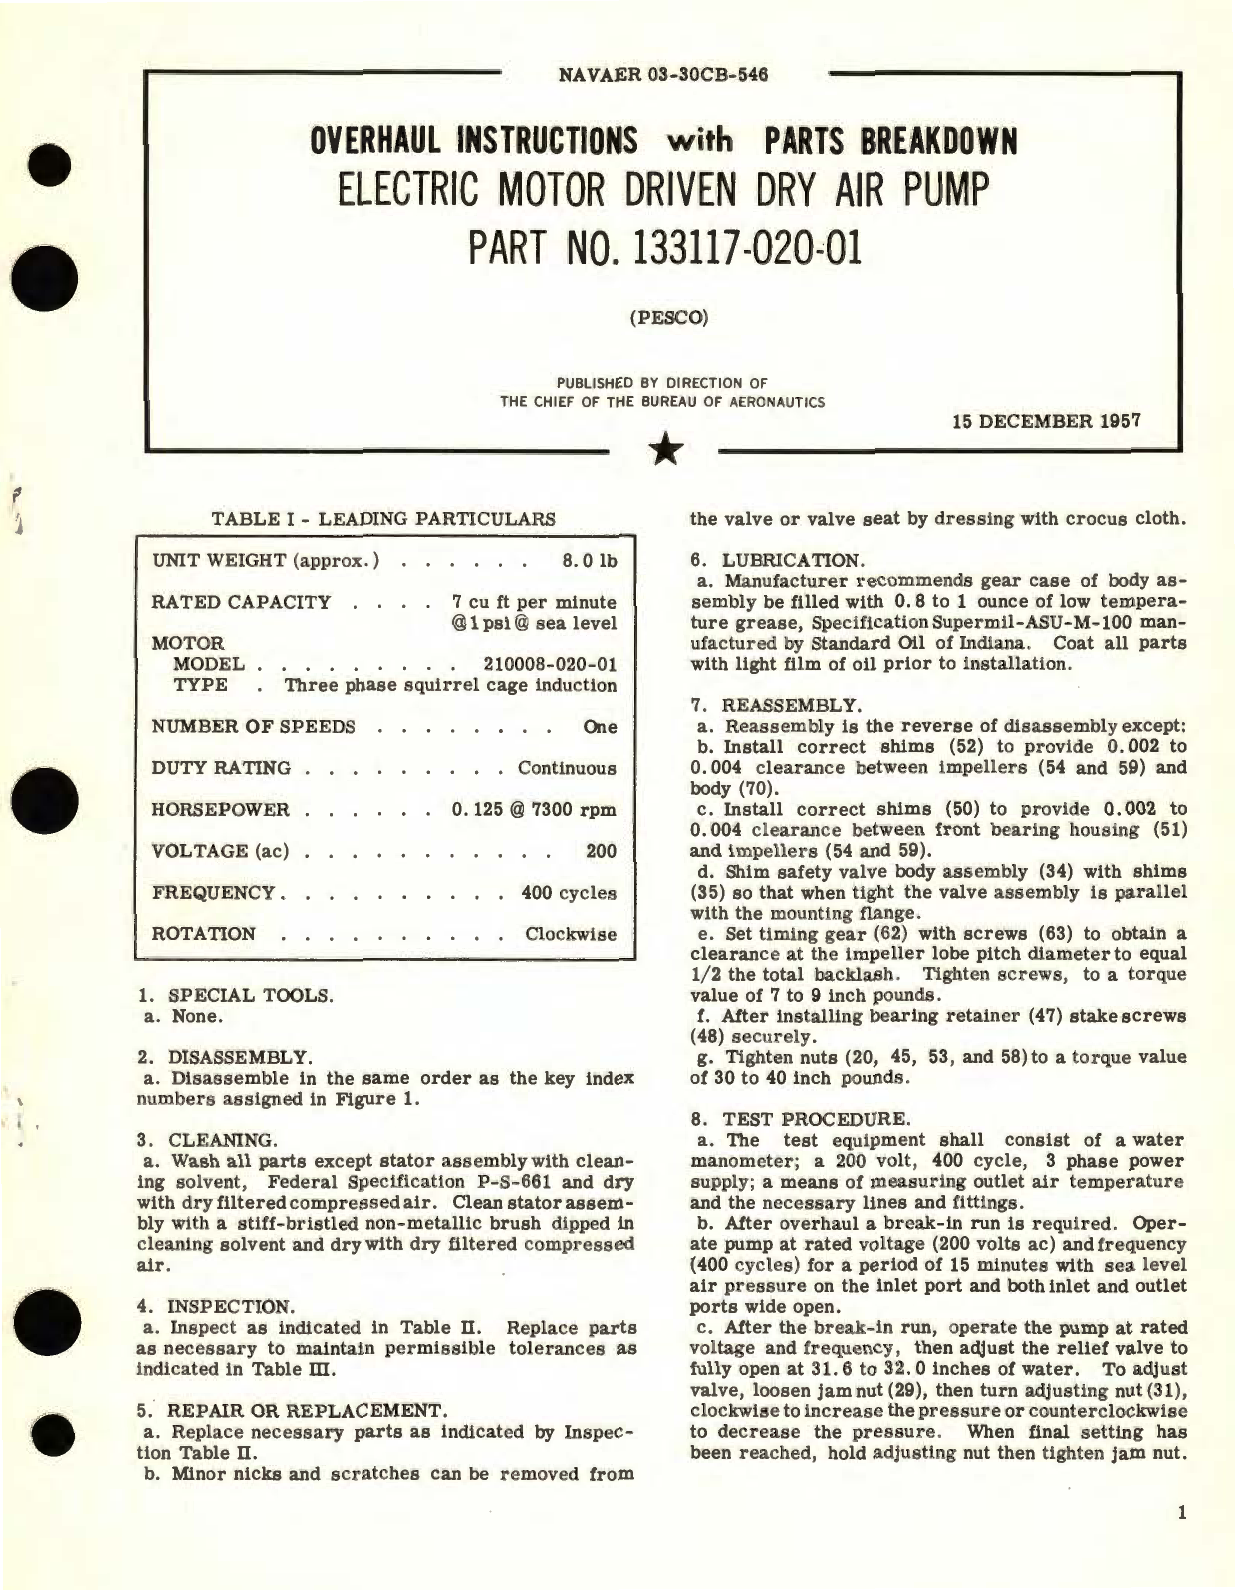 NAVAER 03-30CB-546
OVERHAUL INSTRUCTIONS with PARTS BREAKDOWN
ELECTRIC MOTOR DRIVEN DRY AIR PUMP
PART NO. 133117-020-01
(PESCO)
PUBLISHED BY DIRECTION OF
THE CHIEF OF THE BUREAU OF AERONAUTICS
15 DECEMBER 1957
TABLE I - LEADING PARTICULARS
UNIT WEIGHT (approx.) . . . . . . 8.0 lb
RATED CAPACITY . . . . 7 cu ft per minute
@ 1 psi @ sea level
MOTOR
MODEL . . . . . . . . . 210008-020-01
TYPE . Three phase squirrel cage induction
NUMBER OF SPEEDS . . . . . . . . One
DUTY RATING . . . . . . . . . Continuous
HORSEPOWER . . . . . . 0.125 @ 7300 rpm
VOLTAGE (ac) . . . . . . . . . . . 200
FREQUENCY. . . . . . . . . . 400 cycles
ROTATION . . . . . . . . . . Clockwise
1. SPECIAL TOOLS.
a. None.
2. DISASSEMBLY.
a. Disassemble in the same order as the key index
numbers assigned in Figure 1.
3. CLEANING.
a. Wash all parts except stator assembly with clean-
ing solvent, Federal Specification P-S-661 and dry
with dry filtered compressed air. Clean stator assem-
bly with a stiff-bristled non-metallic brush dipped in
cleaning solvent and dry with dry filtered compressed
air.
4. INSPECTION.
a. Inspect as indicated in Table II. Replace parts
as necessary to maintain permissible tolerances as
indicated in Table III.
5. REPAIR OR REPLACEMENT.
a. Replace necessary parts as indicated by Inspec-
tion Table II.
b. Minor nicks and scratches can be removed from
the valve or valve seat by dressing with crocus cloth.
6. LUBRICATION.
a. Manufacturer recommends gear case of body as-
sembly be filled with 0.8 to 1 ounce of low tempera-
ture grease, Specification Supermil-ASU-M-100 man-
ufactured by Standard Oil of Indiana. Coat all parts
with light film of oil prior to installation.
7. REASSEMBLY.
a. Reassembly is the reverse of disassembly except:
b. Install correct shims (52) to provide 0.002 to
0.004 clearance between impellers (54 and 59) and
body (70).
c. Install correct shims (50) to provide 0.002 to
0.004 clearance between front bearing housing (51)
and impellers (54 and 59).
d. Shim safety valve body assembly (34) with shims
(35) so that when tight the valve assembly is parallel
with the mounting flange.
e. Set timing gear (62) with screws (63) to obtain a
clearance at the impeller lobe pitch diameter to equal
1/2 the total backlash. Tighten screws, to a torque
value of 7 to 9 inch pounds.
f. After installing bearing retainer (47) stake screws
(48) securely.
g. Tighten nuts (20, 45, 53, and 58) to a torque value
of 30 to 40 inch pounds.
8. TEST PROCEDURE.
a. The test equipment shall consist of a water
manometer; a 200 volt, 400 cycle, 3 phase power
supply; a means of measuring outlet air temperature
and the necessary lines and fittings.
b. After overhaul a break-in run is required. Oper-
ate pump at rated voltage (200 volts ac) and frequency
(400 cycles) for a period of 15 minutes with sea level
air pressure on the inlet port and both inlet and outlet
ports wide open.
c. After the break-in run, operate the pump at rated
voltage and frequency, then adjust the relief valve to
fully open at 31.6 to 32.0 inches of water. To adjust
valve, loosen jam nut (29), then turn adjusting nut (31),
clockwise to increase the pressure or counterclockwise
to decrease the pressure. When final setting has
been reached, hold adjusting nut then tighten jam nut.
1